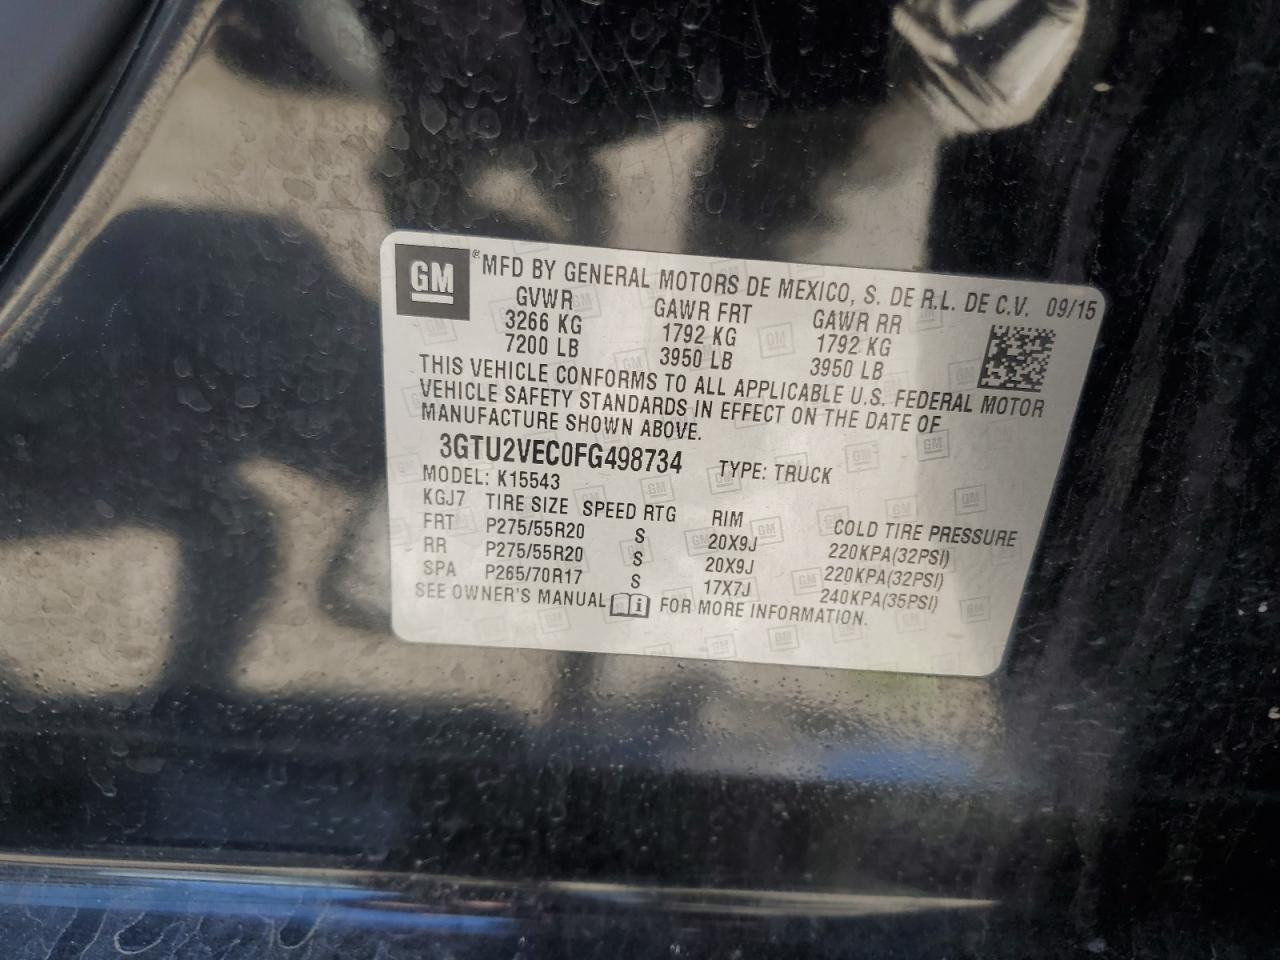 GM ® MFD BY GENERAL MOTORS DE MEXICO, S. DE R.L. DE C.V. 09/15
GVWR GAWR FRT GAWR RR
3266 KG 1792 KG 1792 KG
7200 LB 3950 LB 3950 LB
THIS VEHICLE CONFORMS TO ALL APPLICABLE U.S. FEDERAL MOTOR
VEHICLE SAFETY STANDARDS IN EFFECT ON THE DATE OF
MANUFACTURE SHOWN ABOVE.
3GTU2VEC0FG498734 TYPE: TRUCK
MODEL: K15543
KGJ7 TIRE SIZE SPEED RTG RIM COLD TIRE PRESSURE
FRT P275/55R20 S 20X9J 220KPA(32PSI)
RR P275/55R20 S 20X9J 220KPA(32PSI)
SPA P265/70R17 S 17X7J 240KPA(35PSI)
SEE OWNER'S MANUAL FOR MORE INFORMATION.